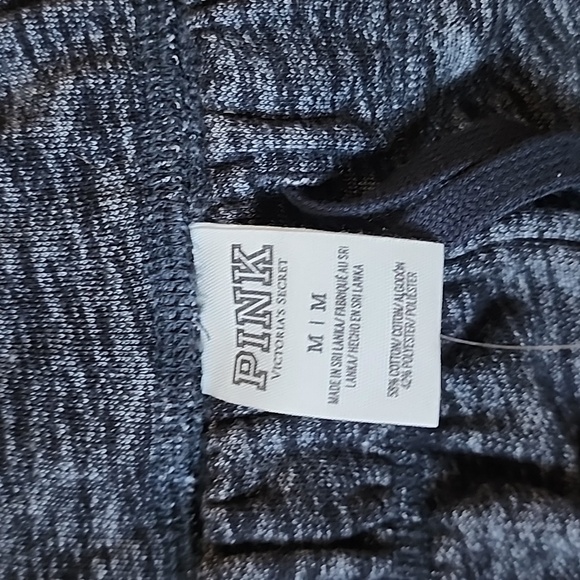 PINK
VICTORIA'S SECRET
M | M
MADE IN SRI LANKA/ FABRIQUÉ AU SRI
LANKA/ HECHO EN SRI LANKA
58% COTTON/ COTON/ ALGODÓN
42% POLYESTER/ POLIÉSTER